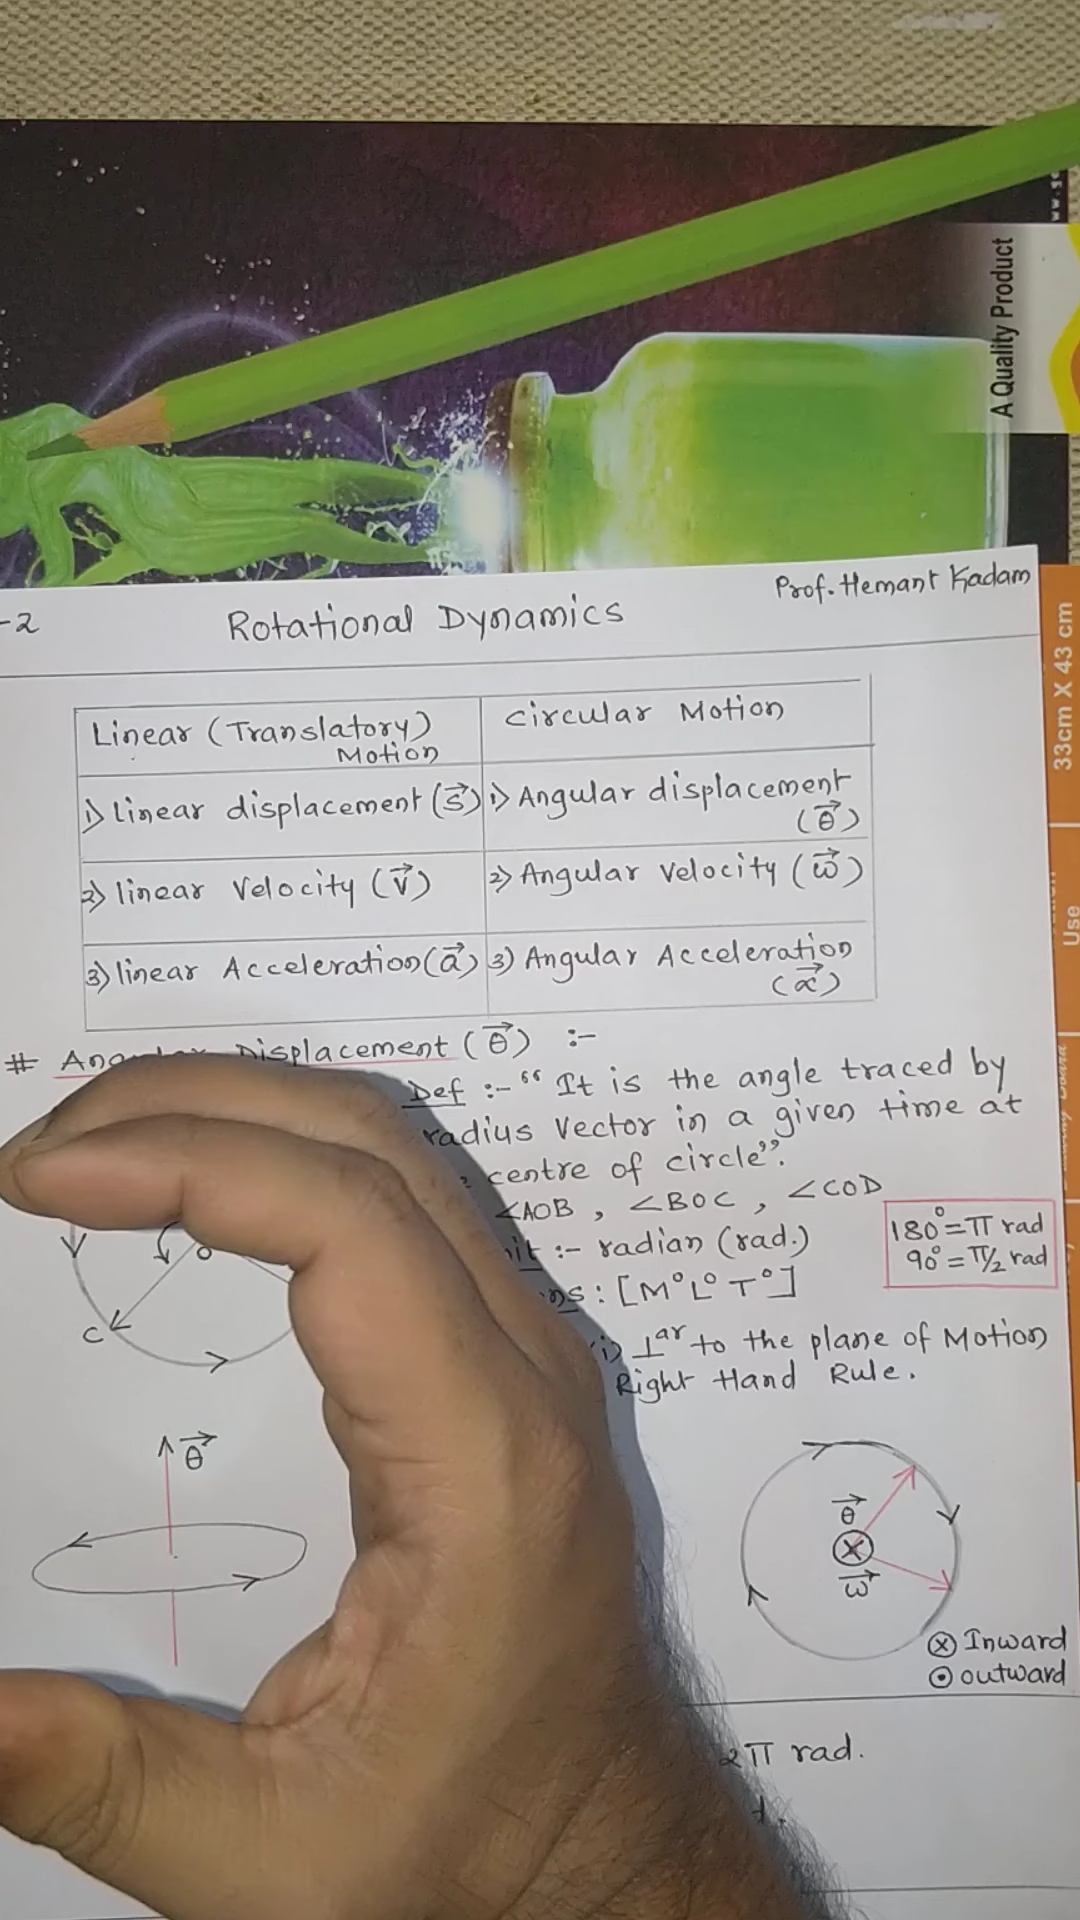 A Quality Product
33cm X 43 cm
Use
-2
Rotational Dynamics
Prof. Hemant Kadam
Linear (Translatory) Motion
Circular Motion
1) linear displacement (s⃗)
1) Angular displacement (θ⃗)
2) linear Velocity (v⃗)
2) Angular Velocity (ω⃗)
3) linear Acceleration (a⃗)
3) Angular Acceleration (α⃗)
# Displacement (θ⃗) :-
Def :- “ It is the angle traced by
radius Vector in a given time at
centre of circle”.
∠AOB , ∠BOC , ∠COD
:- radian (rad.)
180° = π rad
90° = π/2 rad
: [M° L° T°]
i) ⊥ar to the plane of Motion
Right Hand Rule.
O
C
θ⃗
θ⃗
ω⃗
ⓧ Inward
⊙ outward
2π rad.